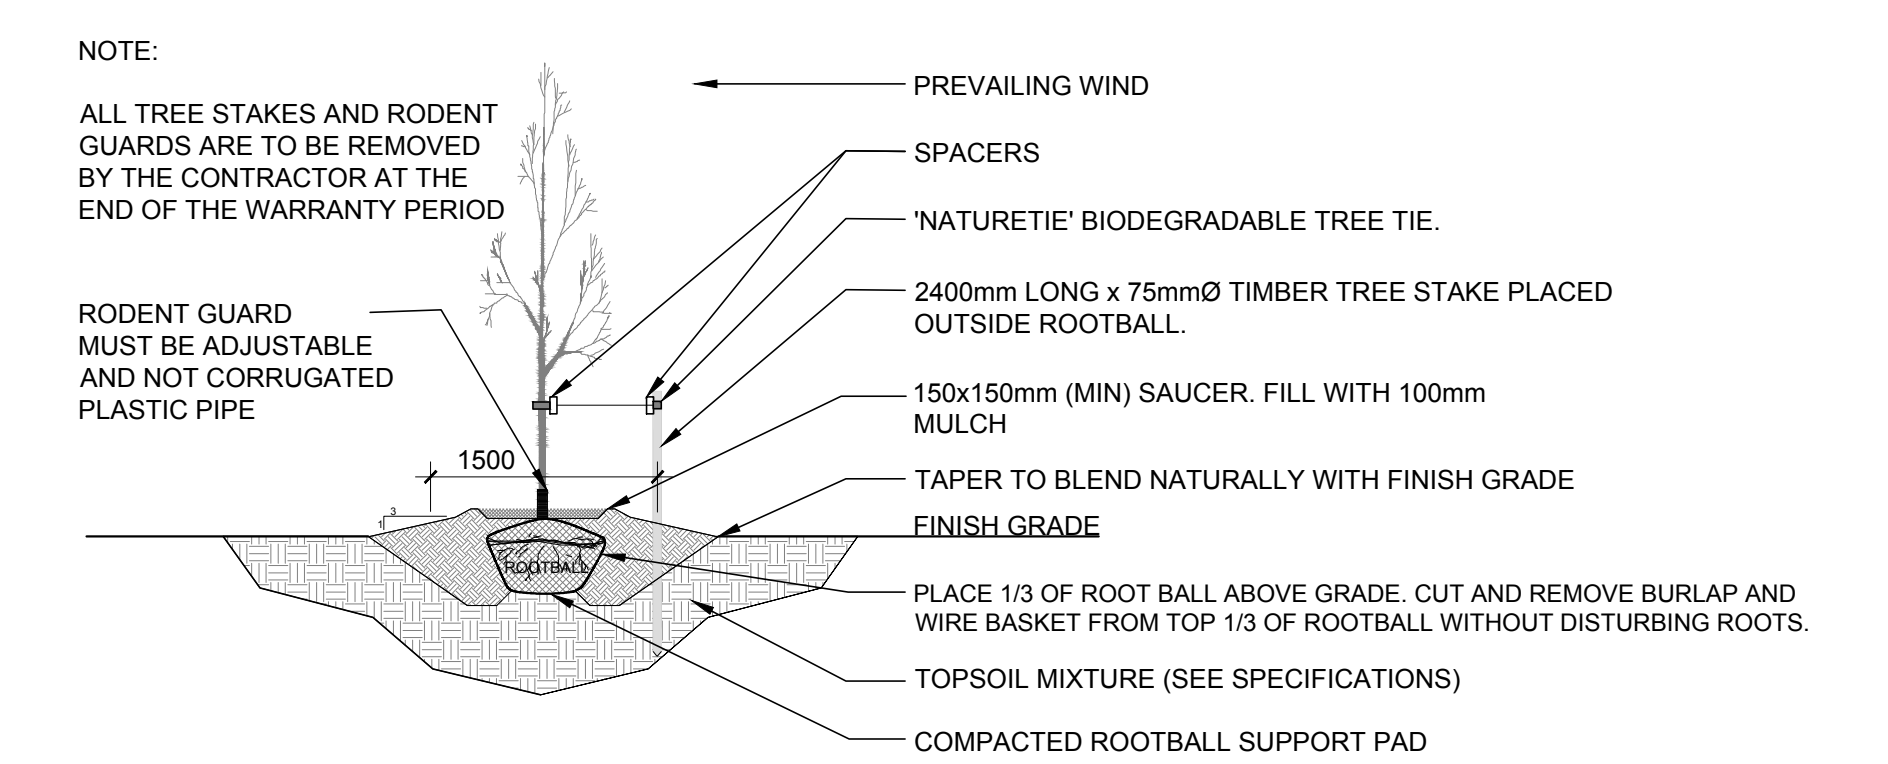 NOTE:
ALL TREE STAKES AND RODENT
GUARDS ARE TO BE REMOVED
BY THE CONTRACTOR AT THE
END OF THE WARRANTY PERIOD
RODENT GUARD
MUST BE ADJUSTABLE
AND NOT CORRUGATED
PLASTIC PIPE
1500
3
1
ROOTBALL
PREVAILING WIND
SPACERS
'NATURETIE' BIODEGRADABLE TREE TIE.
2400mm LONG x 75mmØ TIMBER TREE STAKE PLACED
OUTSIDE ROOTBALL.
150x150mm (MIN) SAUCER. FILL WITH 100mm
MULCH
TAPER TO BLEND NATURALLY WITH FINISH GRADE
FINISH GRADE
PLACE 1/3 OF ROOT BALL ABOVE GRADE. CUT AND REMOVE BURLAP AND
WIRE BASKET FROM TOP 1/3 OF ROOTBALL WITHOUT DISTURBING ROOTS.
TOPSOIL MIXTURE (SEE SPECIFICATIONS)
COMPACTED ROOTBALL SUPPORT PAD